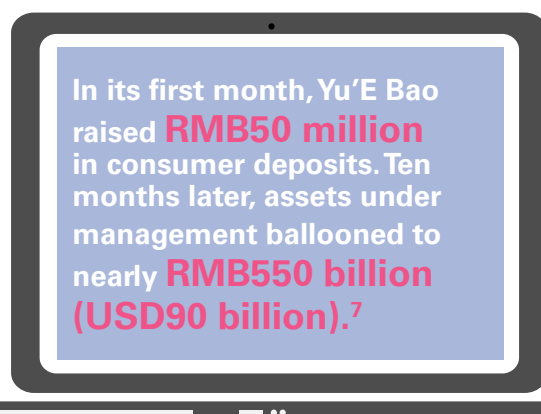 In its first month, Yu’E Bao
raised RMB50 million
in consumer deposits. Ten
months later, assets under
management ballooned to
nearly RMB550 billion
(USD90 billion).7